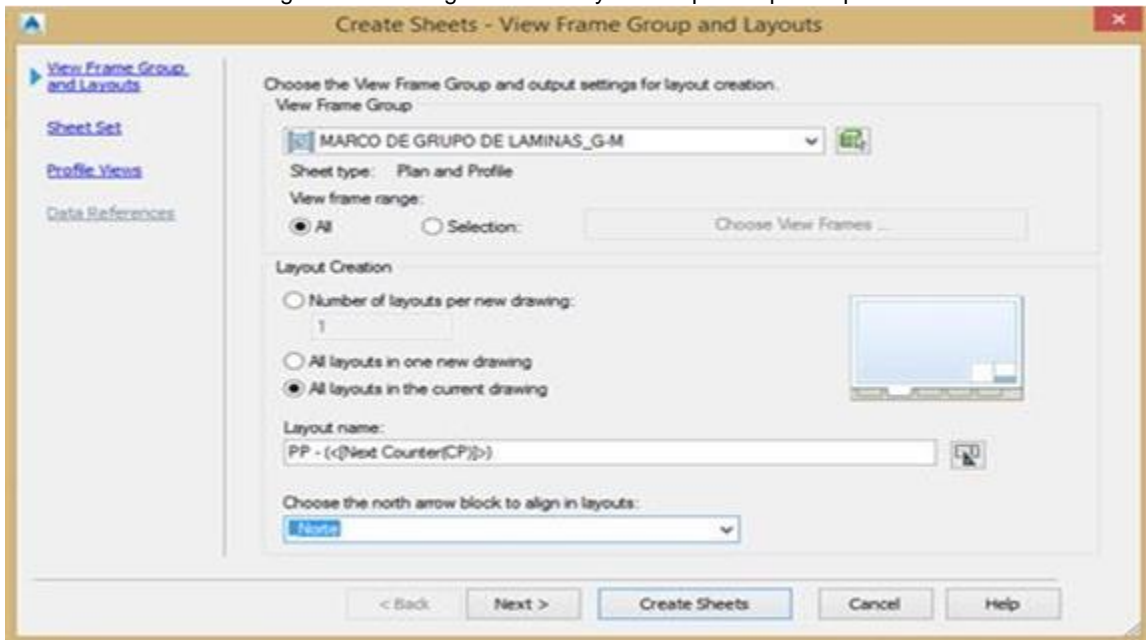 Create Sheets - View Frame Group and Layouts
View Frame Group
and Layouts
Sheet Set
Profile Views
Data References
Choose the View Frame Group and output settings for layout creation.
View Frame Group
MARCO DE GRUPO DE LAMINAS_G-M
Sheet type: Plan and Profile
View frame range:
All
Selection:
Choose View Frames ...
Layout Creation
Number of layouts per new drawing:
1
All layouts in one new drawing
All layouts in the current drawing
Layout name:
PP - (<[Next Counter(CP)]>)
Choose the north arrow block to align in layouts:
< Back
Next >
Create Sheets
Cancel
Help